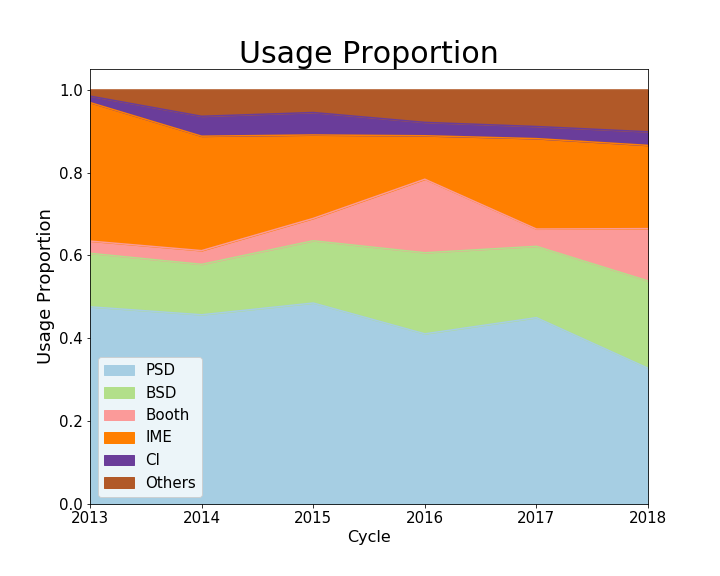 Usage Proportion
Usage Proportion
1.0
0.8
0.6
0.4
0.2
0.0
PSD
BSD
Booth
IME
CI
Others
2013 2014 2015 2016 2017 2018
Cycle